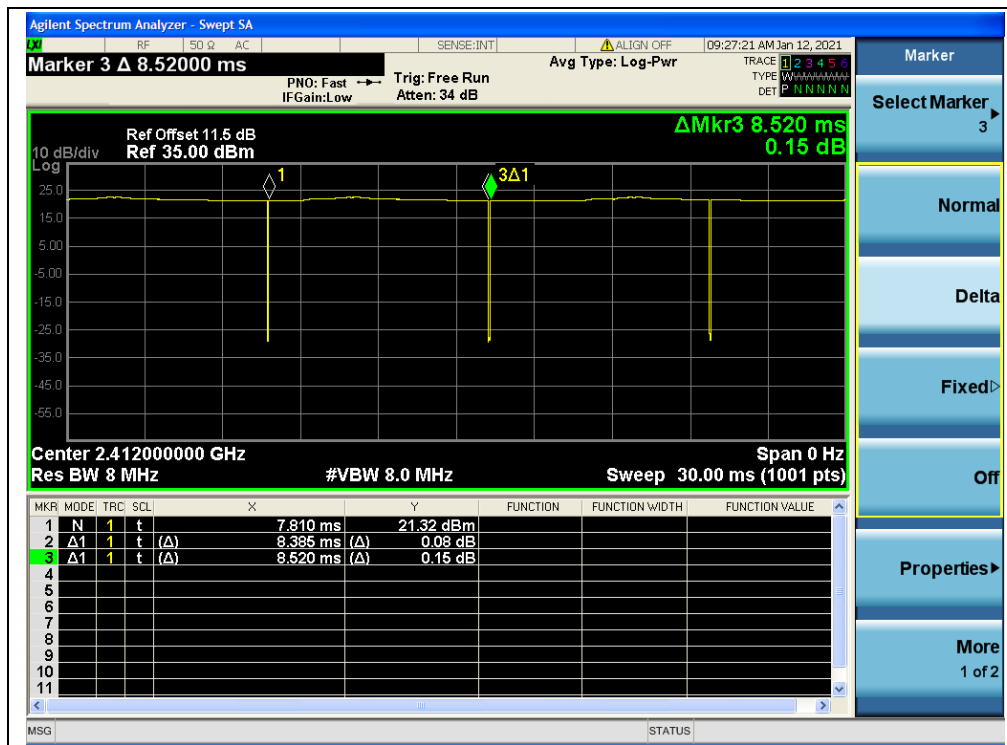 Agilent Spectrum Analyzer - Swept SA
LXI RF 50 Ω AC SENSE:INT ALIGN OFF 09:27:21 AM Jan 12, 2021
Marker 3 Δ 8.52000 ms
PNO: Fast
IFGain:Low
Trig: Free Run
Atten: 34 dB
Avg Type: Log-Pwr
TRACE 1 2 3 4 5 6
TYPE
DET P N N N N N
Marker
Select Marker
3
Normal
Delta
Fixed
Off
Properties
More
1 of 2
ΔMkr3 8.520 ms
0.15 dB
Ref Offset 11.5 dB
10 dB/div Ref 35.00 dBm
Log
25.0
15.0
5.00
-5.00
-15.0
-25.0
-35.0
-45.0
-55.0
1
3Δ1
Center 2.412000000 GHz Span 0 Hz
Res BW 8 MHz #VBW 8.0 MHz Sweep 30.00 ms (1001 pts)
MKR MODE TRC SCL X Y FUNCTION FUNCTION WIDTH FUNCTION VALUE
1 N 1 t 7.810 ms 21.32 dBm
2 Δ1 1 t (Δ) 8.385 ms (Δ) 0.08 dB
3 Δ1 1 t (Δ) 8.520 ms (Δ) 0.15 dB
4
5
6
7
8
9
10
11
MSG STATUS